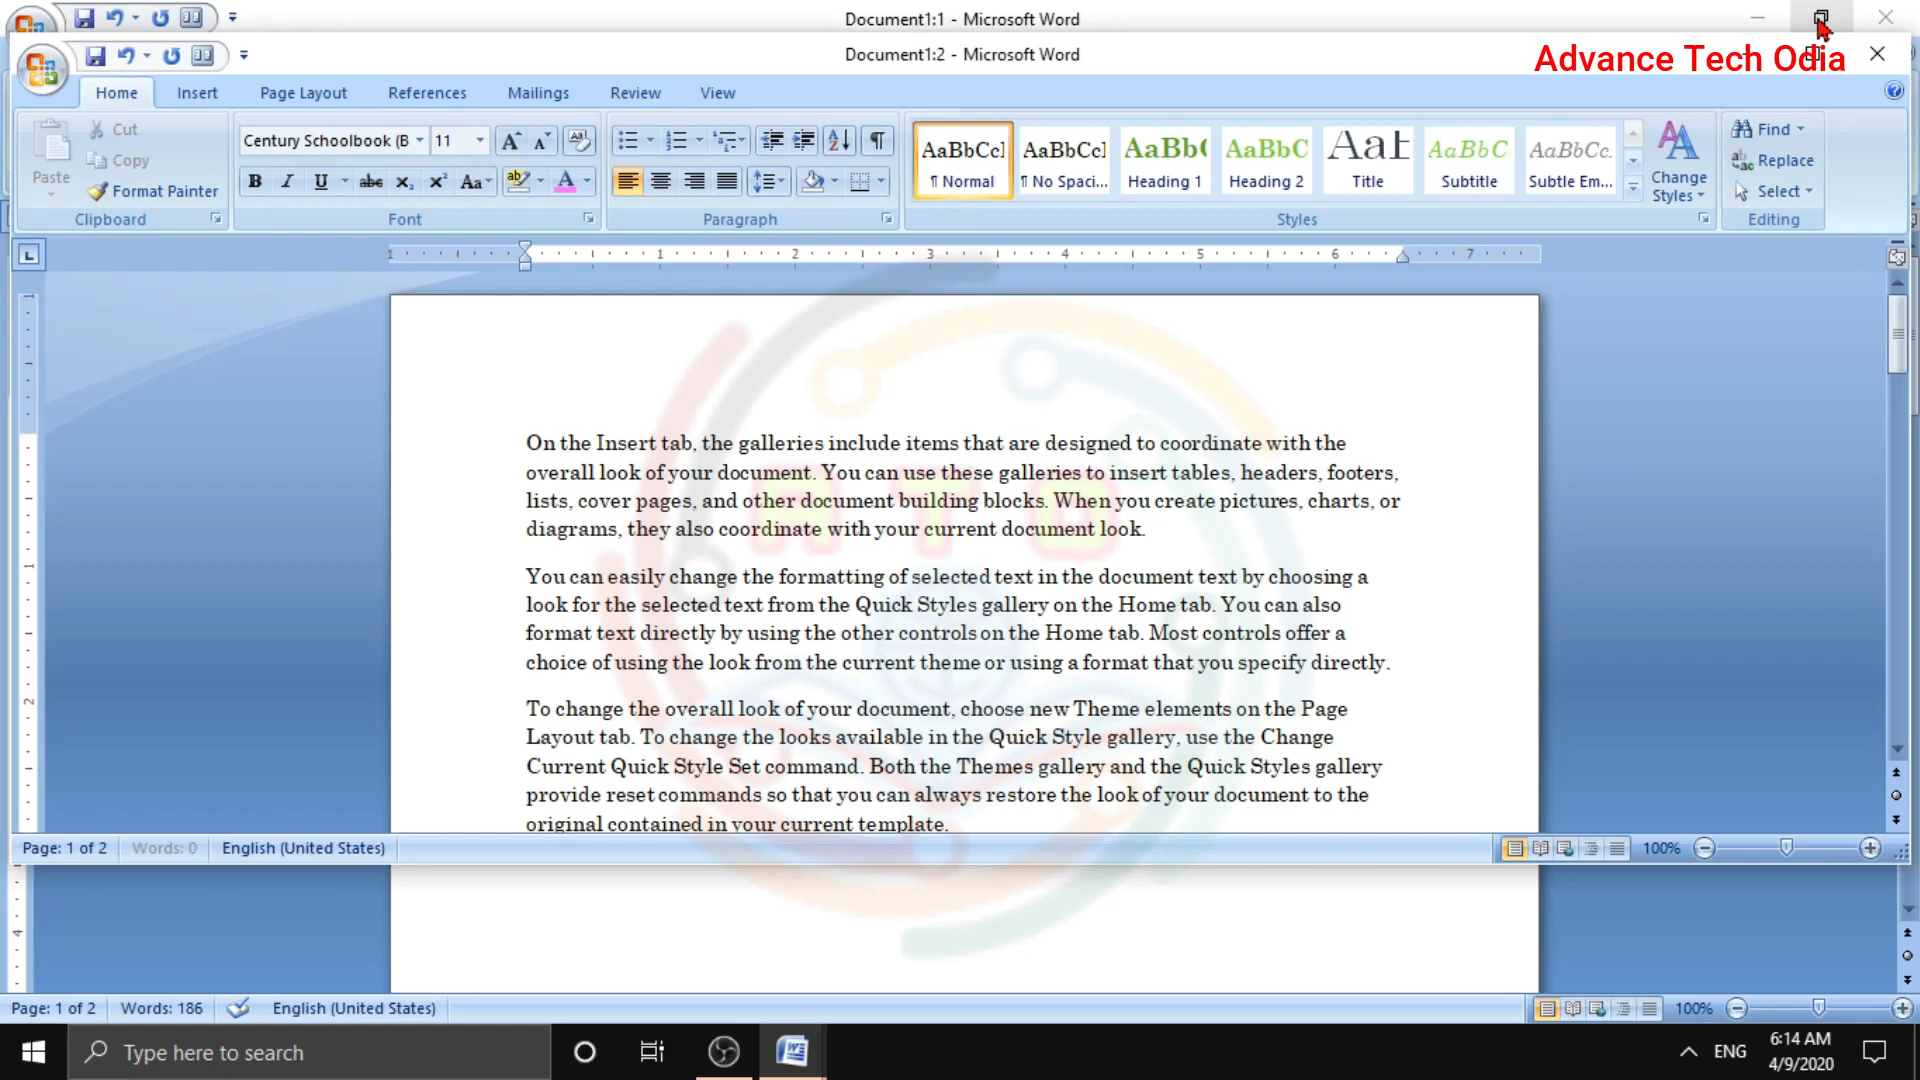 Document1:1 - Microsoft Word
Document1:2 - Microsoft Word
Advance Tech Odia
Home Insert Page Layout References Mailings Review View
Paste
Cut
Copy
Format Painter
Clipboard
Century Schoolbook (B 11
B I U abe X₂ X² Aa
Font
Paragraph
AaBbCcI AaBbCcI AaBb( AaBbC AaB AaBbC AaBbCc.
¶ Normal ¶ No Spaci... Heading 1 Heading 2 Title Subtitle Subtle Em...
Styles
Change
Styles
Find
Replace
Select
Editing
1 1 2 3 4 5 6 7
On the Insert tab, the galleries include items that are designed to coordinate with the
overall look of your document. You can use these galleries to insert tables, headers, footers,
lists, cover pages, and other document building blocks. When you create pictures, charts, or
diagrams, they also coordinate with your current document look.
You can easily change the formatting of selected text in the document text by choosing a
look for the selected text from the Quick Styles gallery on the Home tab. You can also
format text directly by using the other controls on the Home tab. Most controls offer a
choice of using the look from the current theme or using a format that you specify directly.
To change the overall look of your document, choose new Theme elements on the Page
Layout tab. To change the looks available in the Quick Style gallery, use the Change
Current Quick Style Set command. Both the Themes gallery and the Quick Styles gallery
provide reset commands so that you can always restore the look of your document to the
original contained in your current template.
ATO
Page: 1 of 2 Words: 0 English (United States) 100%
Page: 1 of 2 Words: 186 English (United States) 100%
Type here to search
ENG
6:14 AM
4/9/2020